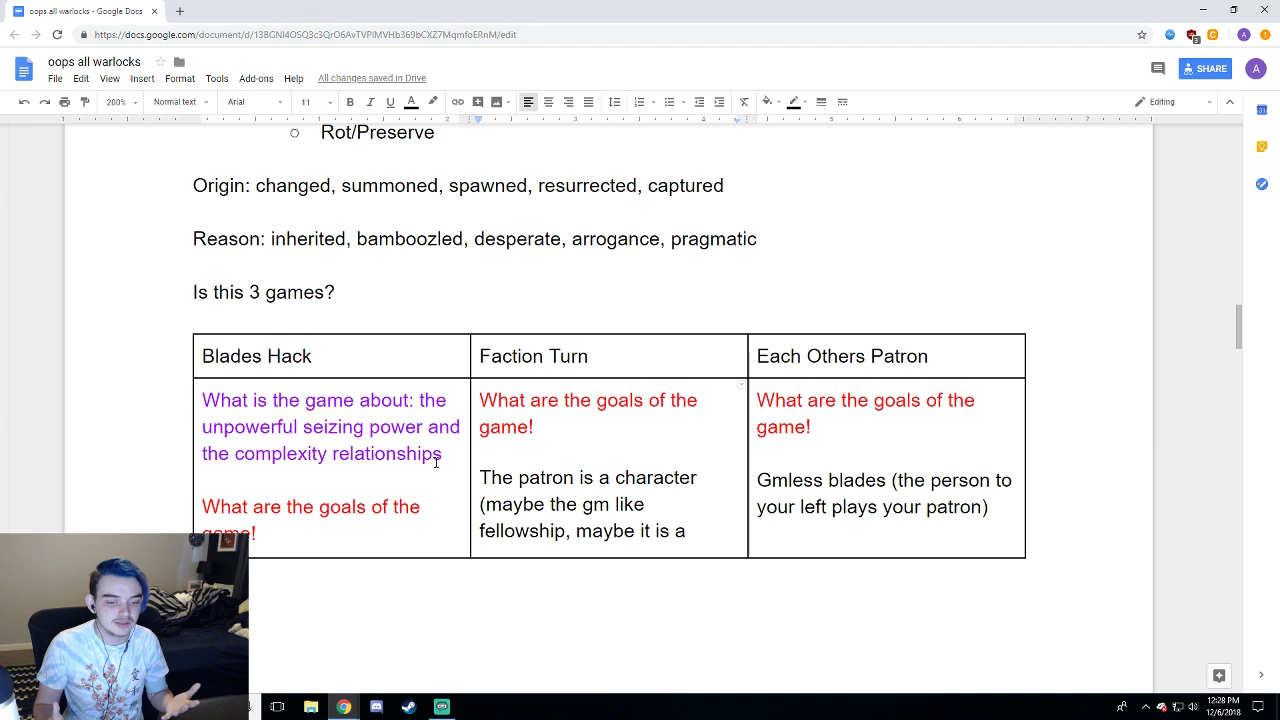 oops all warlocks - Google Docs
https://docs.google.com/document/d/138GNI4OSQ3c3QrO6AvTVPIMVHb369bCXZ7MqmfoERnM/edit
oops all warlocks
File Edit View Insert Format Tools Add-ons Help All changes saved in Drive
SHARE
A
200% Normal text Arial 11 Editing
Rot/Preserve
Origin: changed, summoned, spawned, resurrected, captured
Reason: inherited, bamboozled, desperate, arrogance, pragmatic
Is this 3 games?
Blades Hack
What is the game about: the
unpowerful seizing power and
the complexity relationships
What are the goals of the
game!
Faction Turn
What are the goals of the
game!
The patron is a character
(maybe the gm like
fellowship, maybe it is a
Each Others Patron
What are the goals of the
game!
Gmless blades (the person to
your left plays your patron)
12:28 PM
12/6/2018